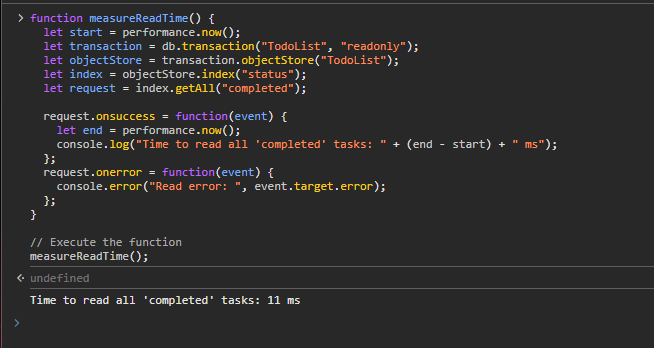 function measureReadTime() {
let start = performance.now();
let transaction = db.transaction("TodoList", "readonly");
let objectStore = transaction.objectStore("TodoList");
let index = objectStore.index("status");
let request = index.getAll("completed");
request.onsuccess = function(event) {
let end = performance.now();
console.log("Time to read all 'completed' tasks: " + (end - start) + " ms");
};
request.onerror = function(event) {
console.error("Read error: ", event.target.error);
};
}
// Execute the function
measureReadTime();
undefined
Time to read all 'completed' tasks: 11 ms